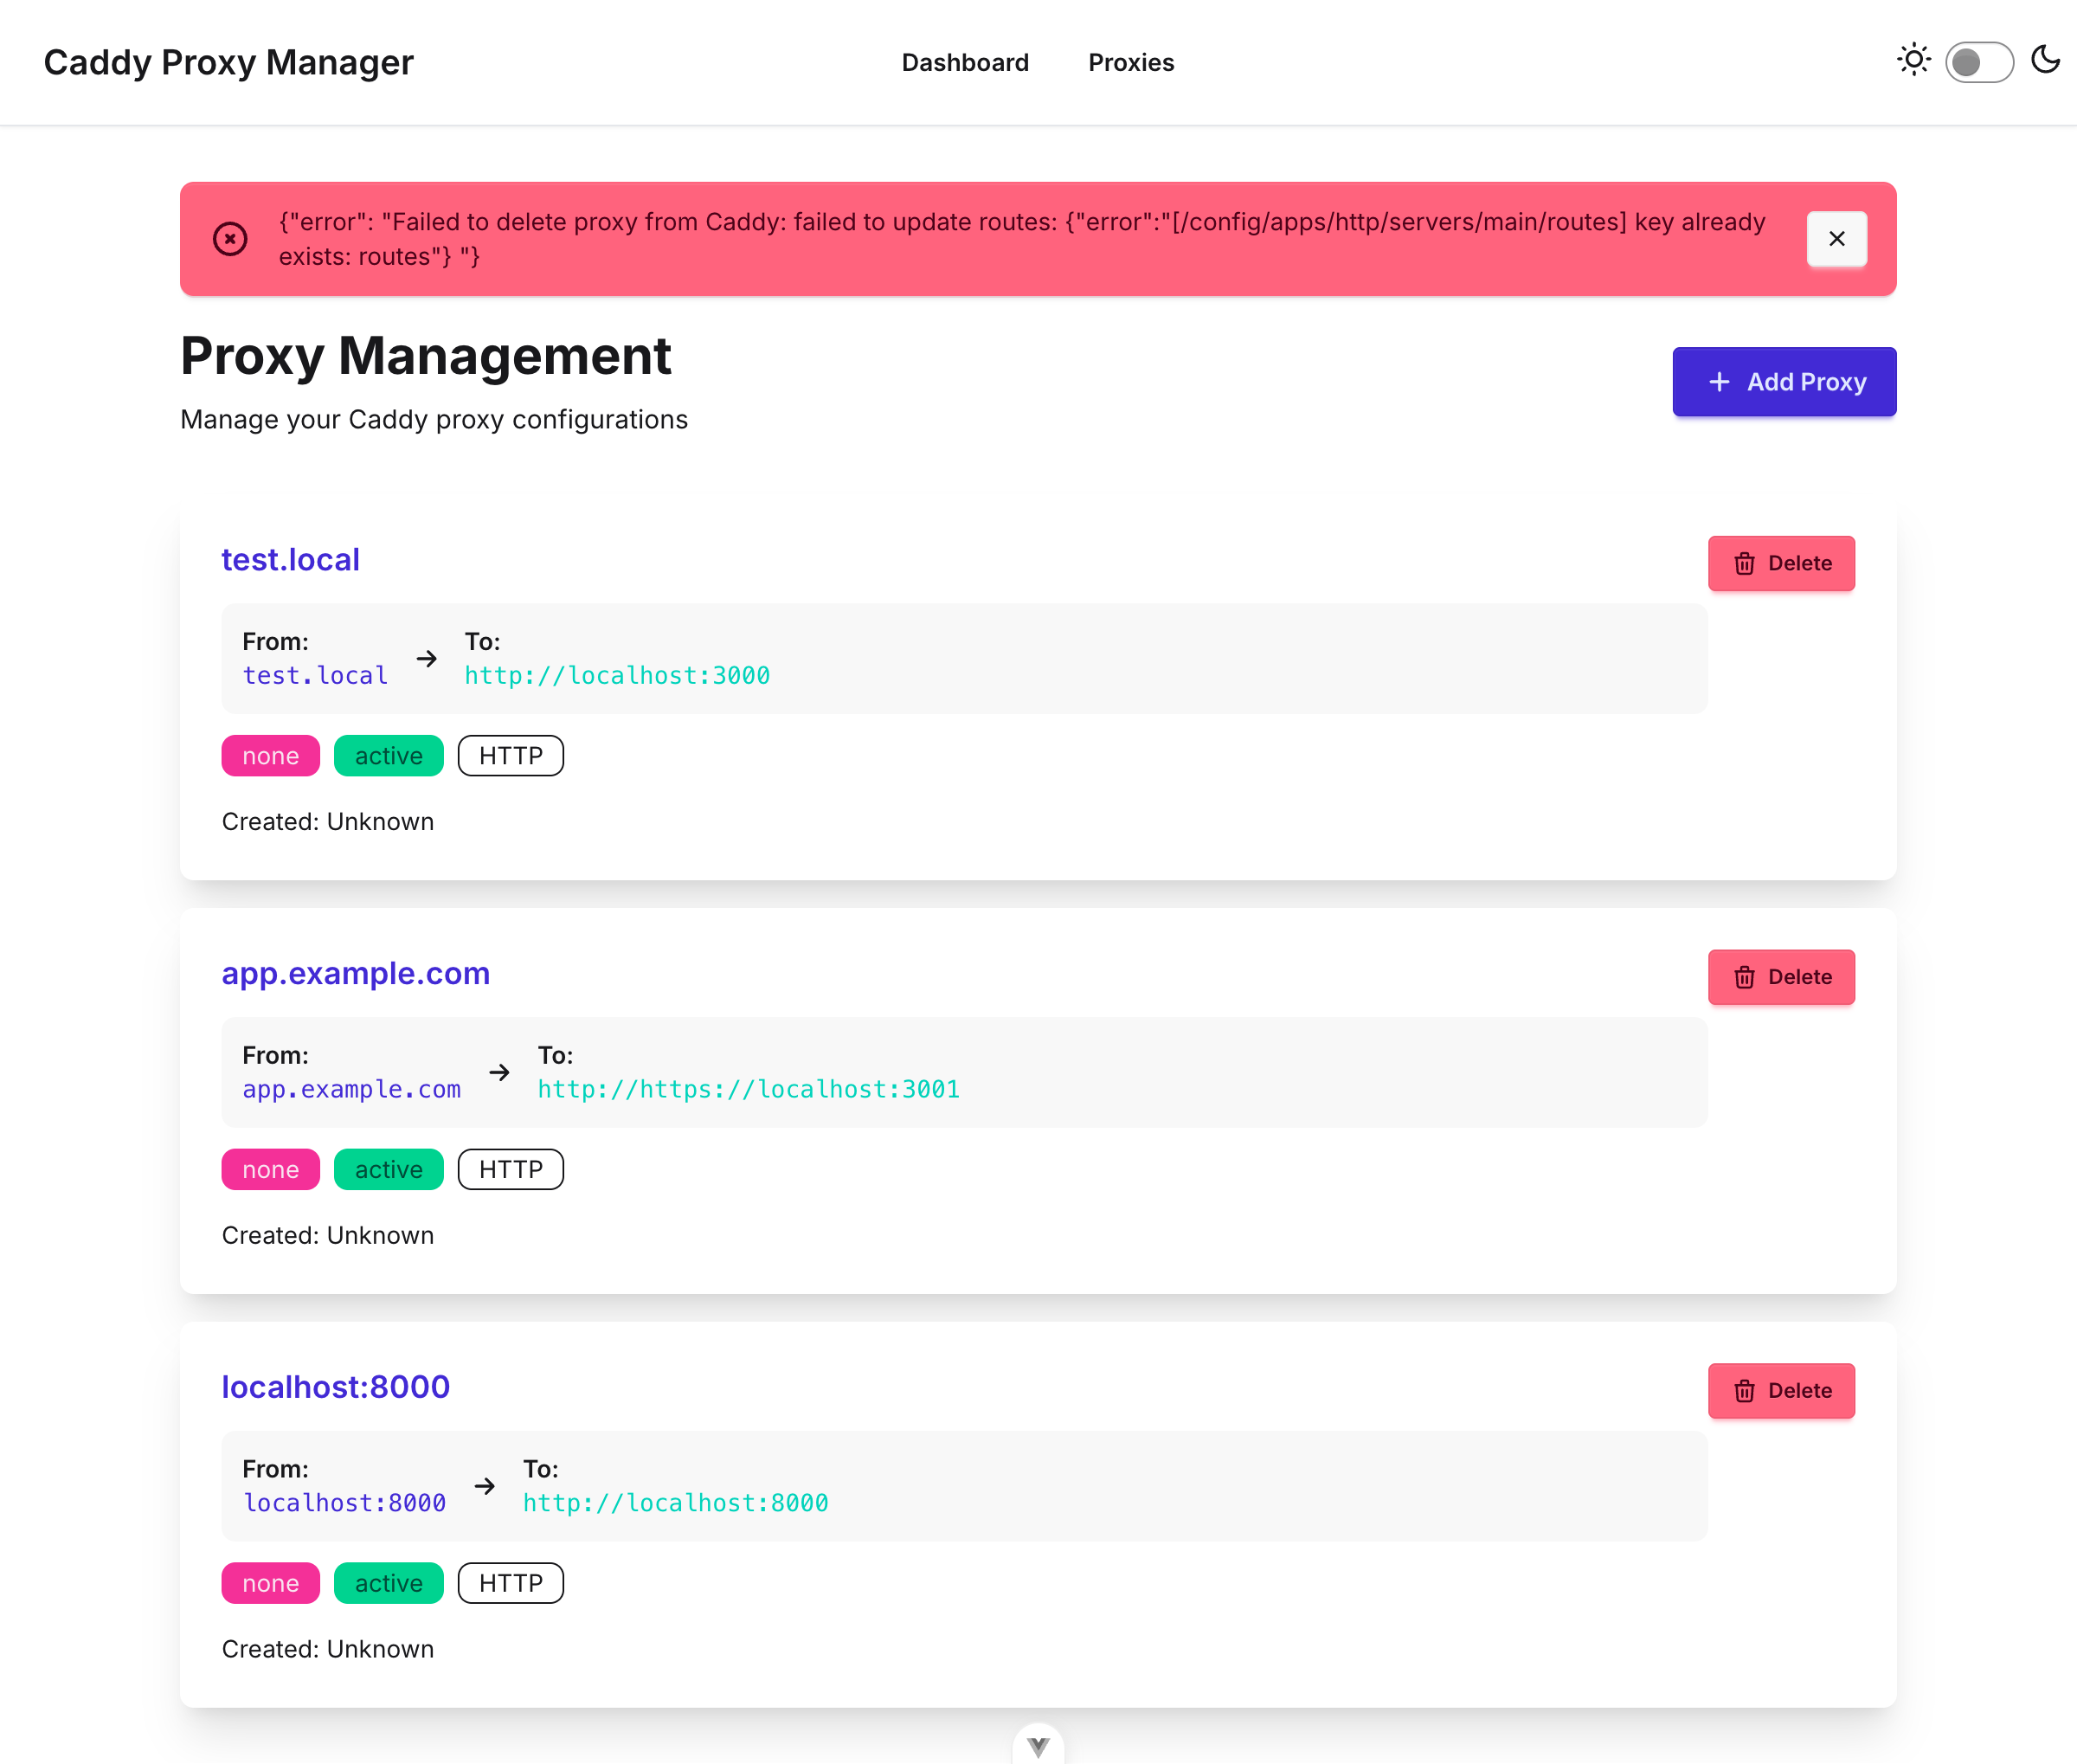 Caddy Proxy Manager
Dashboard
Proxies
{"error": "Failed to delete proxy from Caddy: failed to update routes: {"error":"[/config/apps/http/servers/main/routes] key already
exists: routes"} "}
Proxy Management
Manage your Caddy proxy configurations
Add Proxy
test.local
Delete
From:
test.local
To:
http://localhost:3000
none
active
HTTP
Created: Unknown
app.example.com
Delete
From:
app.example.com
To:
http://https://localhost:3001
none
active
HTTP
Created: Unknown
localhost:8000
Delete
From:
localhost:8000
To:
http://localhost:8000
none
active
HTTP
Created: Unknown